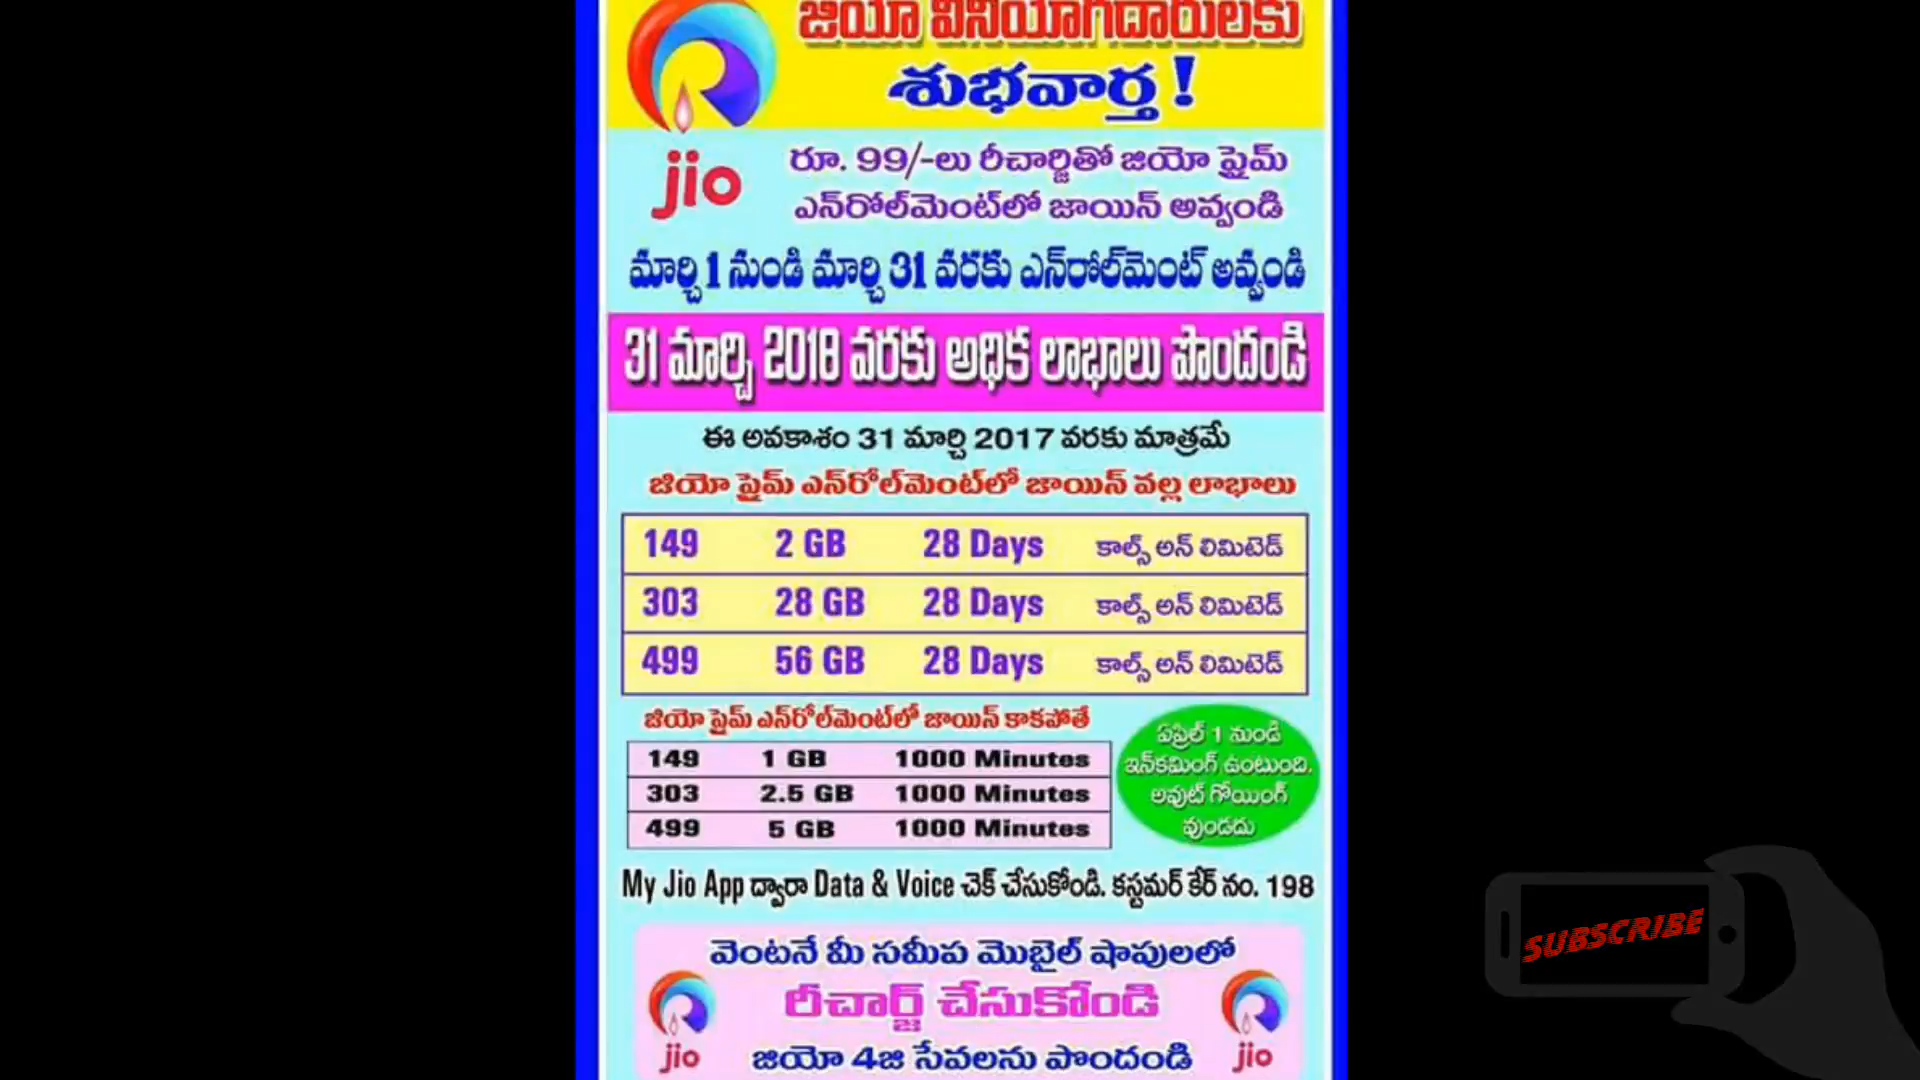 జియో వినియోగదారులకు
శుభవార్త !
jio
రూ. 99/-లు రీచార్జితో జియో ప్రైమ్
ఎన్‌రోల్‌మెంట్‌లో జాయిన్ అవ్వండి
మార్చి 1 నుండి మార్చి 31 వరకు ఎన్‌రోల్‌మెంట్ అవ్వండి
31 మార్చి 2018 వరకు అధిక లాభాలు పొందండి
ఈ అవకాశం 31 మార్చి 2017 వరకు మాత్రమే
జియో ప్రైమ్ ఎన్‌రోల్‌మెంట్‌లో జాయిన్ వల్ల లాభాలు
149 2 GB 28 Days కాల్స్ అన్ లిమిటెడ్
303 28 GB 28 Days కాల్స్ అన్ లిమిటెడ్
499 56 GB 28 Days కాల్స్ అన్ లిమిటెడ్
జియో ప్రైమ్ ఎన్‌రోల్‌మెంట్‌లో జాయిన్ కాకపోతే
149 1 GB 1000 Minutes
303 2.5 GB 1000 Minutes
499 5 GB 1000 Minutes
ఏప్రిల్ 1 నుండి
ఇన్‌కమింగ్ ఉంటుంది.
అవుట్ గోయింగ్
వుండదు
My Jio App ద్వారా Data & Voice చెక్ చేసుకోండి. కస్టమర్ కేర్ నం. 198
వెంటనే మీ సమీప మొబైల్ షాపులలో
రీచార్జ్ చేసుకోండి
jio జియో 4జి సేవలను పొందండి jio
SUBSCRIBE